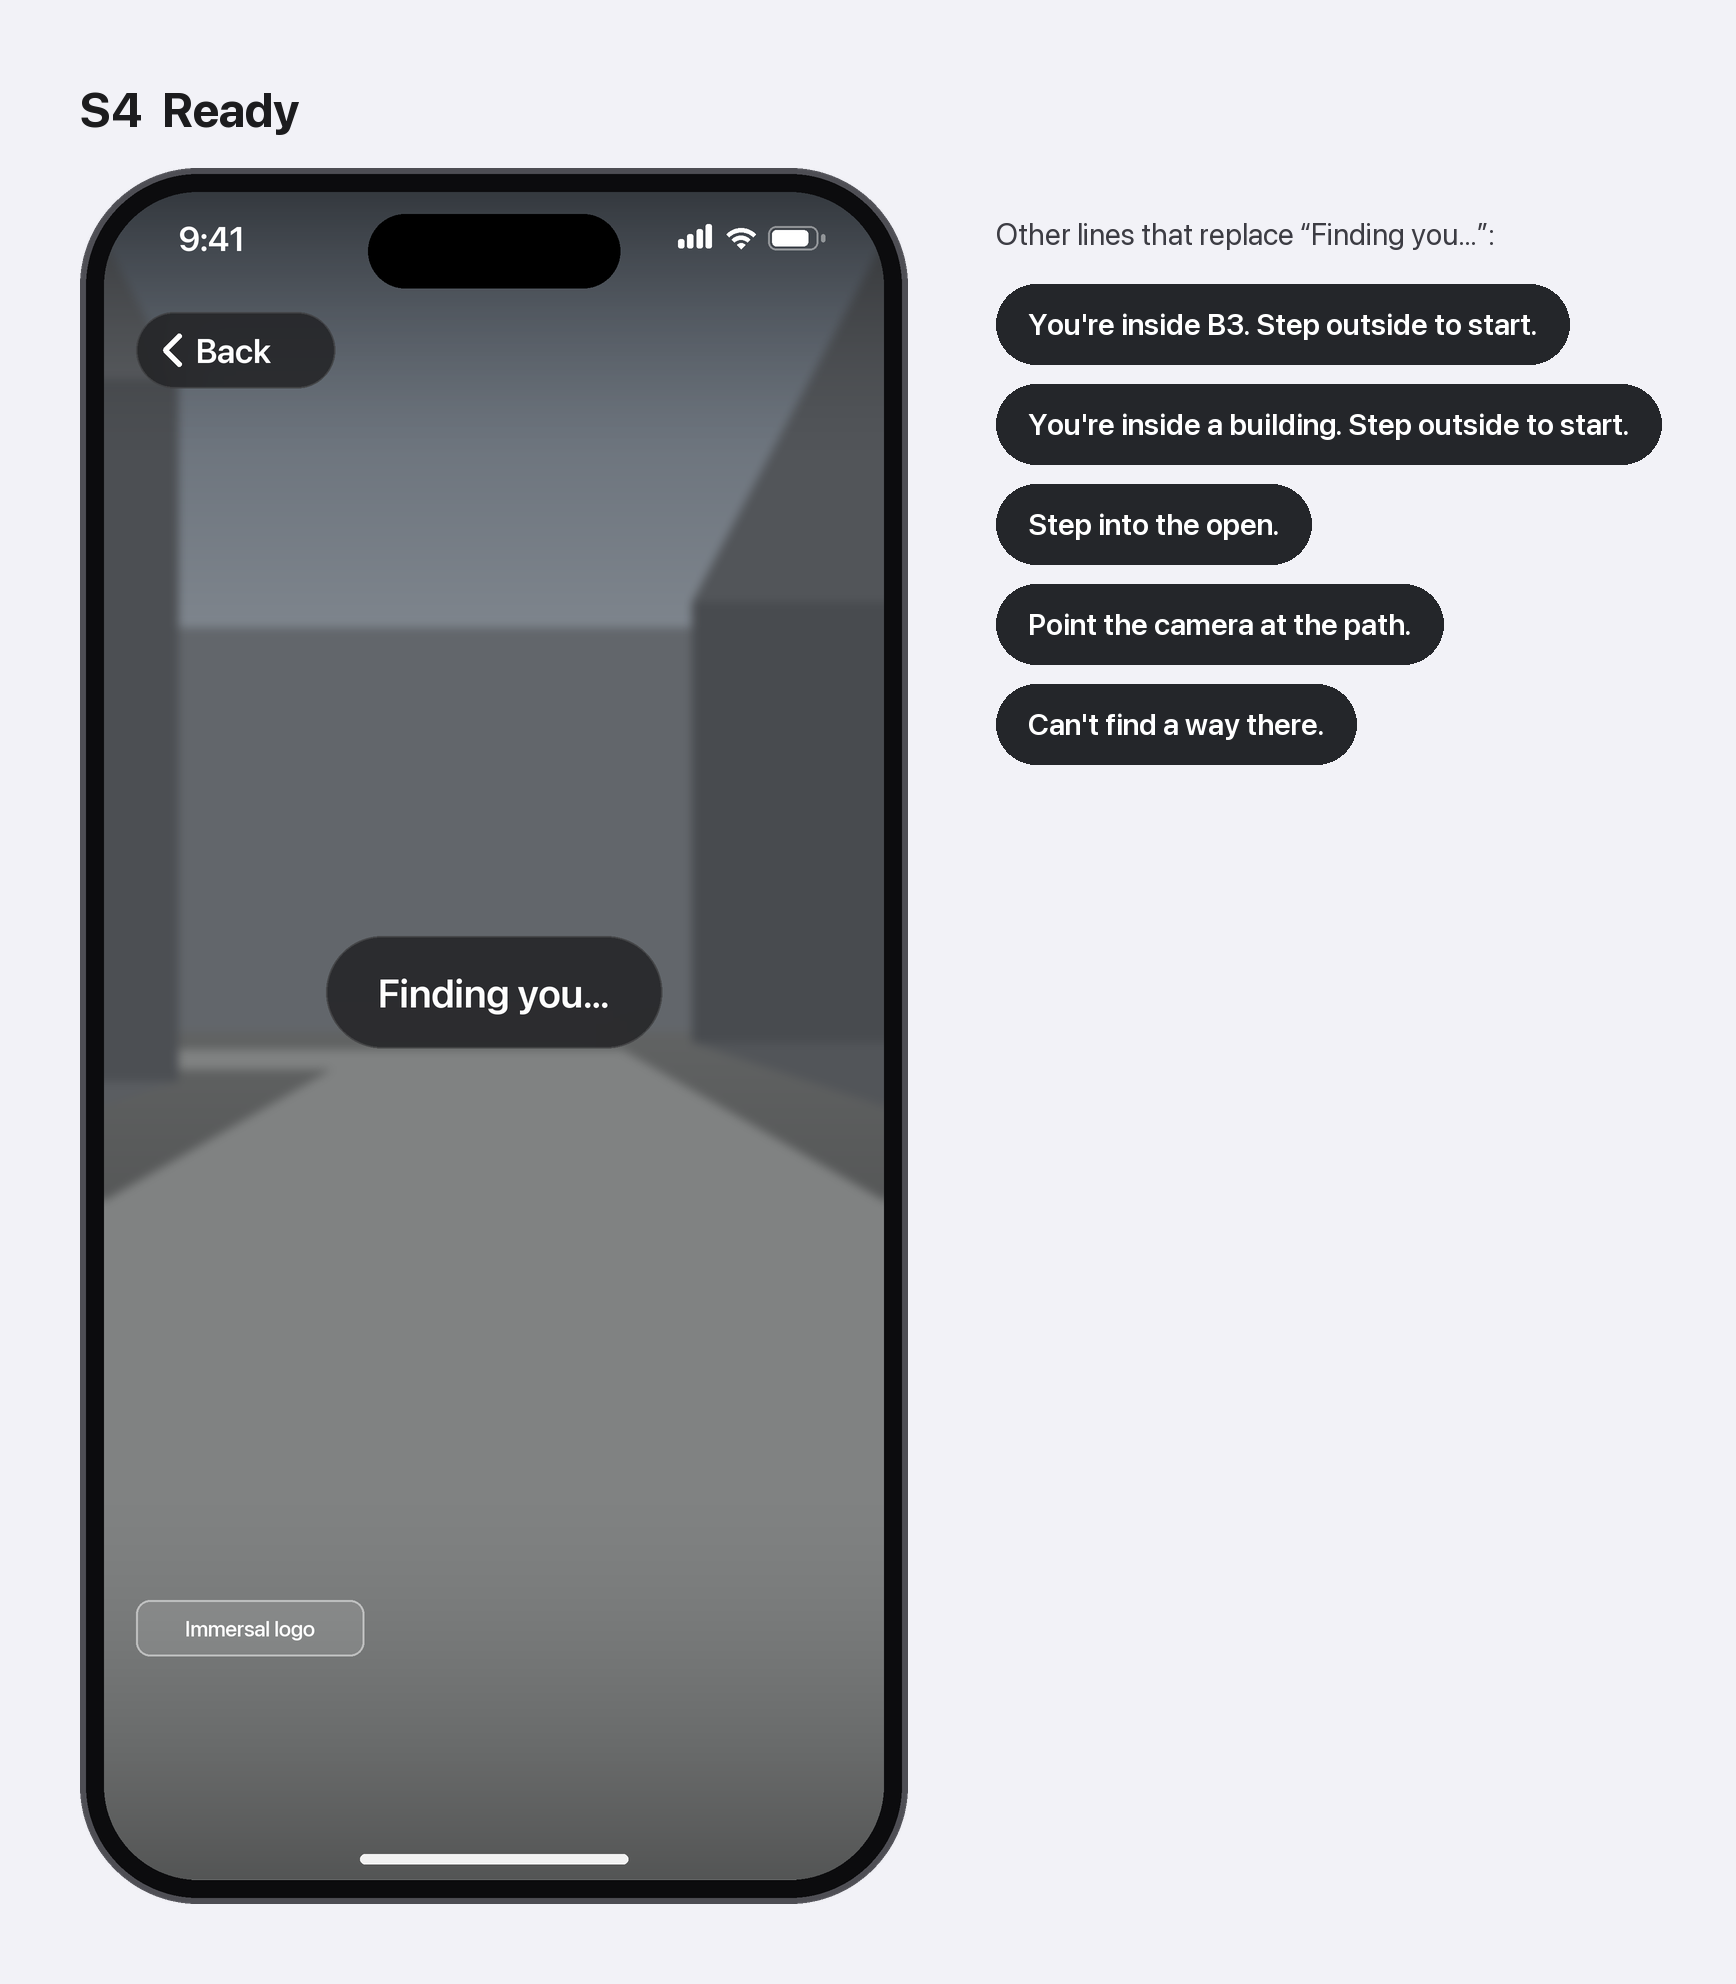 S4 Ready
9:41
Back
Finding you...
Immersal logo
Other lines that replace “Finding you...”:
You're inside B3. Step outside to start.
You're inside a building. Step outside to start.
Step into the open.
Point the camera at the path.
Can't find a way there.